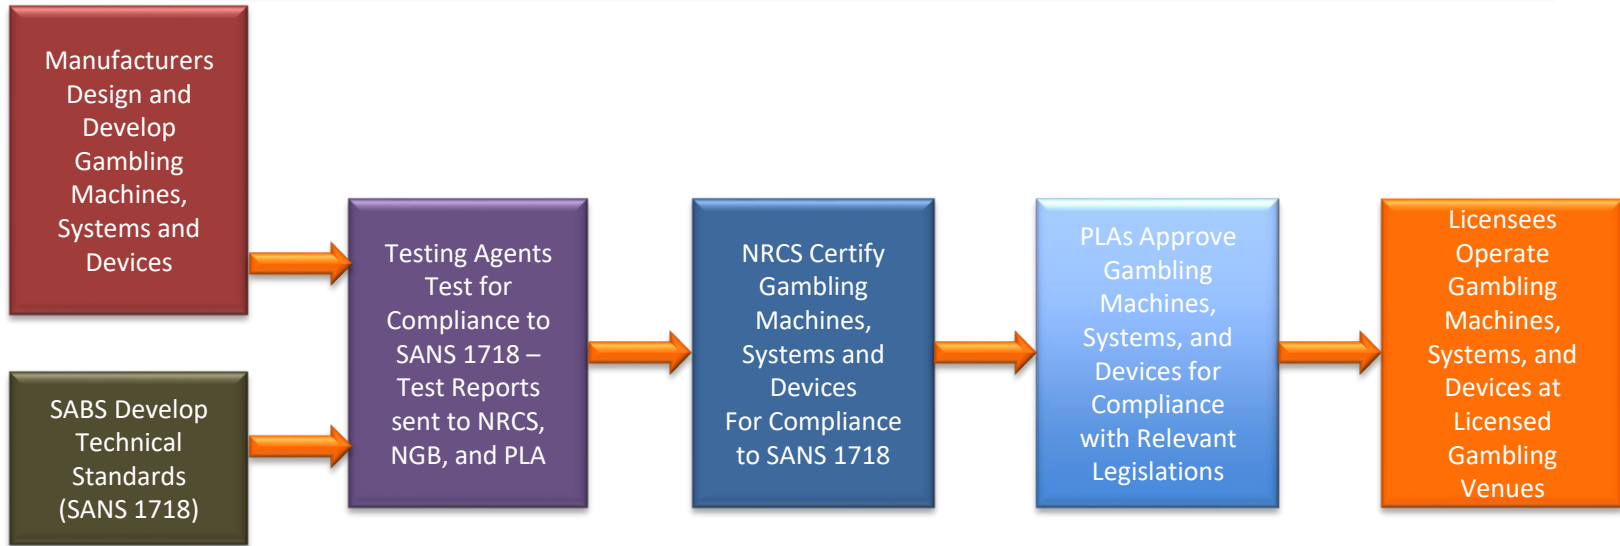 Manufacturers
Design and
Develop
Gambling
Machines,
Systems and
Devices
SABS Develop
Technical
Standards
(SANS 1718)
Testing Agents
Test for
Compliance to
SANS 1718 –
Test Reports
sent to NRCS,
NGB, and PLA
NRCS Certify
Gambling
Machines,
Systems and
Devices
For Compliance
to SANS 1718
PLAs Approve
Gambling
Machines,
Systems, and
Devices for
Compliance
with Relevant
Legislations
Licensees
Operate
Gambling
Machines,
Systems, and
Devices at
Licensed
Gambling
Venues